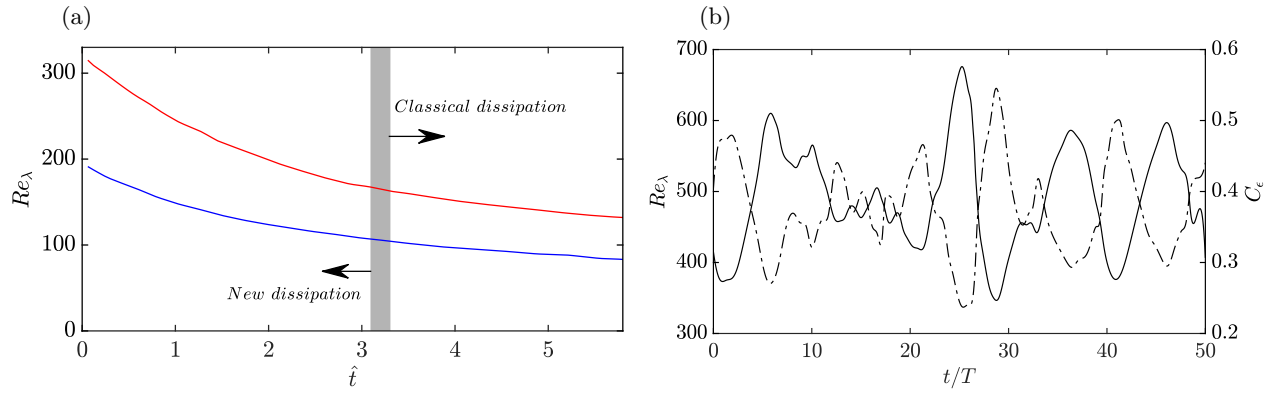 (a)
300
200
100
0
0 1 2 3 4 5
Re_λ
t̂
Classical dissipation
New dissipation
(b)
700
600
500
400
300
0.6
0.5
0.4
0.3
0.2
0 10 20 30 40 50
Re_λ
C_ϵ
t/T